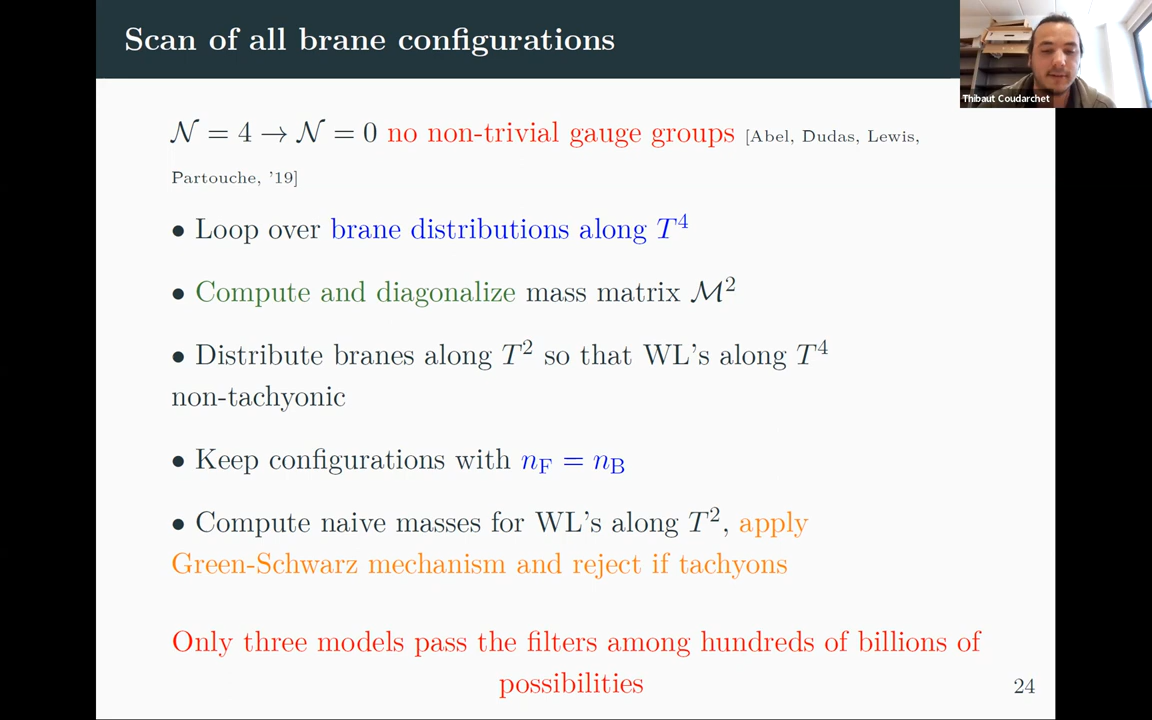 Scan of all brane configurations
Thibaut Coudarchet
𝒩 = 4 → 𝒩 = 0 no non-trivial gauge groups [Abel, Dudas, Lewis,
Partouche, '19]
• Loop over brane distributions along T⁴
• Compute and diagonalize mass matrix ℳ²
• Distribute branes along T² so that WL's along T⁴
non-tachyonic
• Keep configurations with n_F = n_B
• Compute naive masses for WL's along T², apply
Green-Schwarz mechanism and reject if tachyons
Only three models pass the filters among hundreds of billions of
possibilities
24